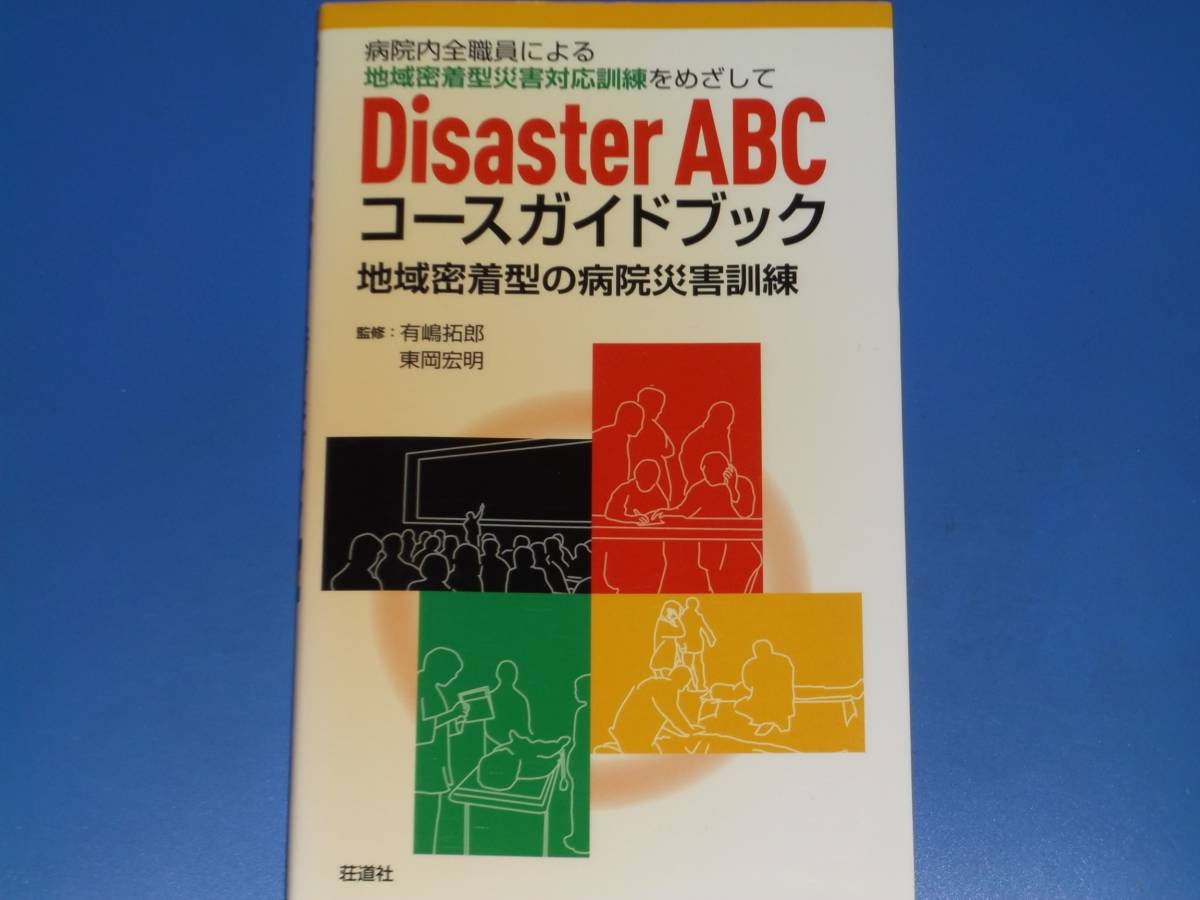 病院内全職員による
地域密着型災害対応訓練をめざして
Disaster ABC
コースガイドブック
地域密着型の病院災害訓練
監修：有嶋拓郎
東岡宏明
荘道社